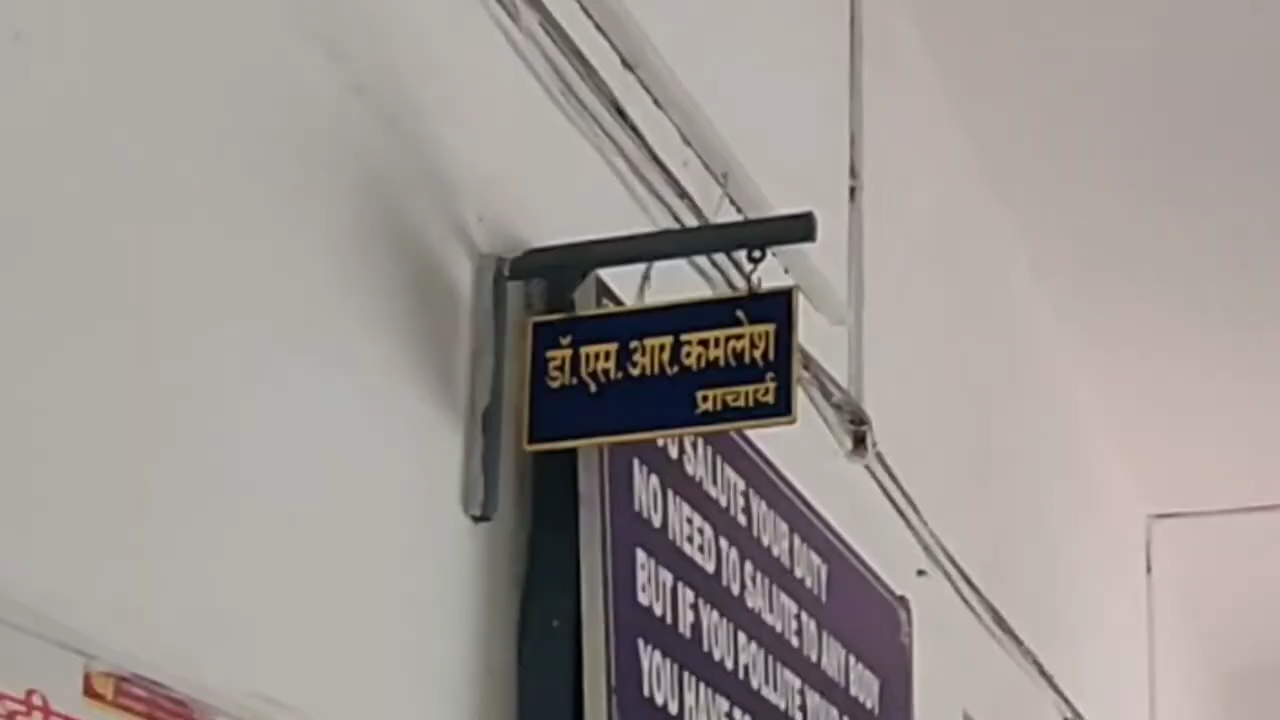 डॉ.एस.आर.कमलेश
प्राचार्य
SALUTE YOUR DUTY
NO NEED TO SALUTE TO ANY BODY
BUT IF YOU POLLUTE YOUR
YOU HAVE